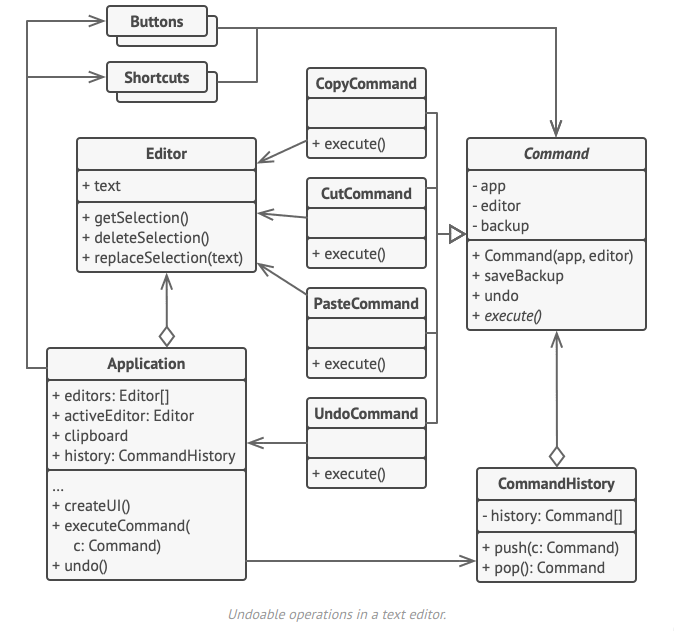 Buttons
Shortcuts
CopyCommand
+ execute()
Editor
+ text
+ getSelection()
+ deleteSelection()
+ replaceSelection(text)
CutCommand
+ execute()
Command
- app
- editor
- backup
+ Command(app, editor)
+ saveBackup
+ undo
+ execute()
PasteCommand
+ execute()
Application
+ editors: Editor[]
+ activeEditor: Editor
+ clipboard
+ history: CommandHistory
...
+ createUI()
+ executeCommand(
c: Command)
+ undo()
UndoCommand
+ execute()
CommandHistory
- history: Command[]
+ push(c: Command)
+ pop(): Command
Undoable operations in a text editor.